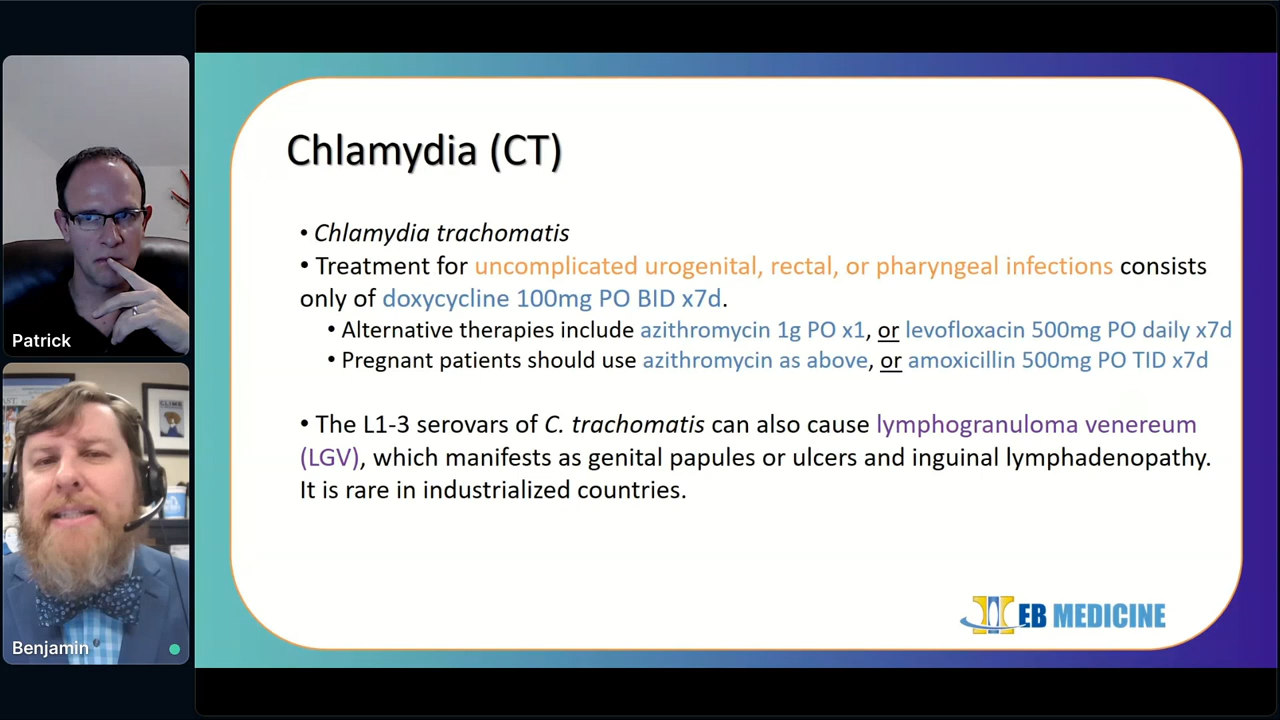 Chlamydia (CT)
• Chlamydia trachomatis
• Treatment for uncomplicated urogenital, rectal, or pharyngeal infections consists
only of doxycycline 100mg PO BID x7d.
• Alternative therapies include azithromycin 1g PO x1, or levofloxacin 500mg PO daily x7d
• Pregnant patients should use azithromycin as above, or amoxicillin 500mg PO TID x7d
• The L1-3 serovars of C. trachomatis can also cause lymphogranuloma venereum
(LGV), which manifests as genital papules or ulcers and inguinal lymphadenopathy.
It is rare in industrialized countries.
EB MEDICINE
Patrick
Benjamin